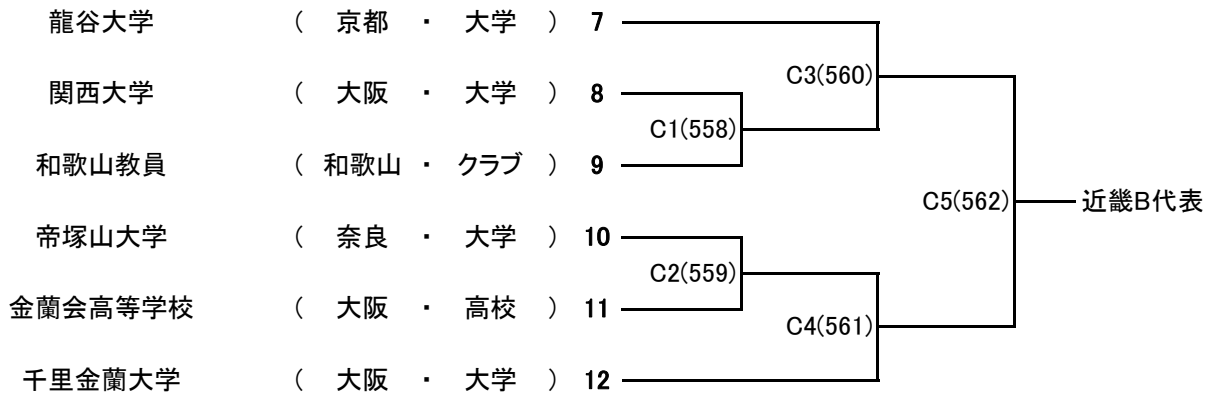 龍谷大学 ( 京都 ・ 大学 ) 7
C3(560)
関西大学 ( 大阪 ・ 大学 ) 8
C1(558)
和歌山教員 ( 和歌山 ・ クラブ ) 9
C5(562) 近畿B代表
帝塚山大学 ( 奈良 ・ 大学 ) 10
C2(559)
金蘭会高等学校 ( 大阪 ・ 高校 ) 11
C4(561)
千里金蘭大学 ( 大阪 ・ 大学 ) 12